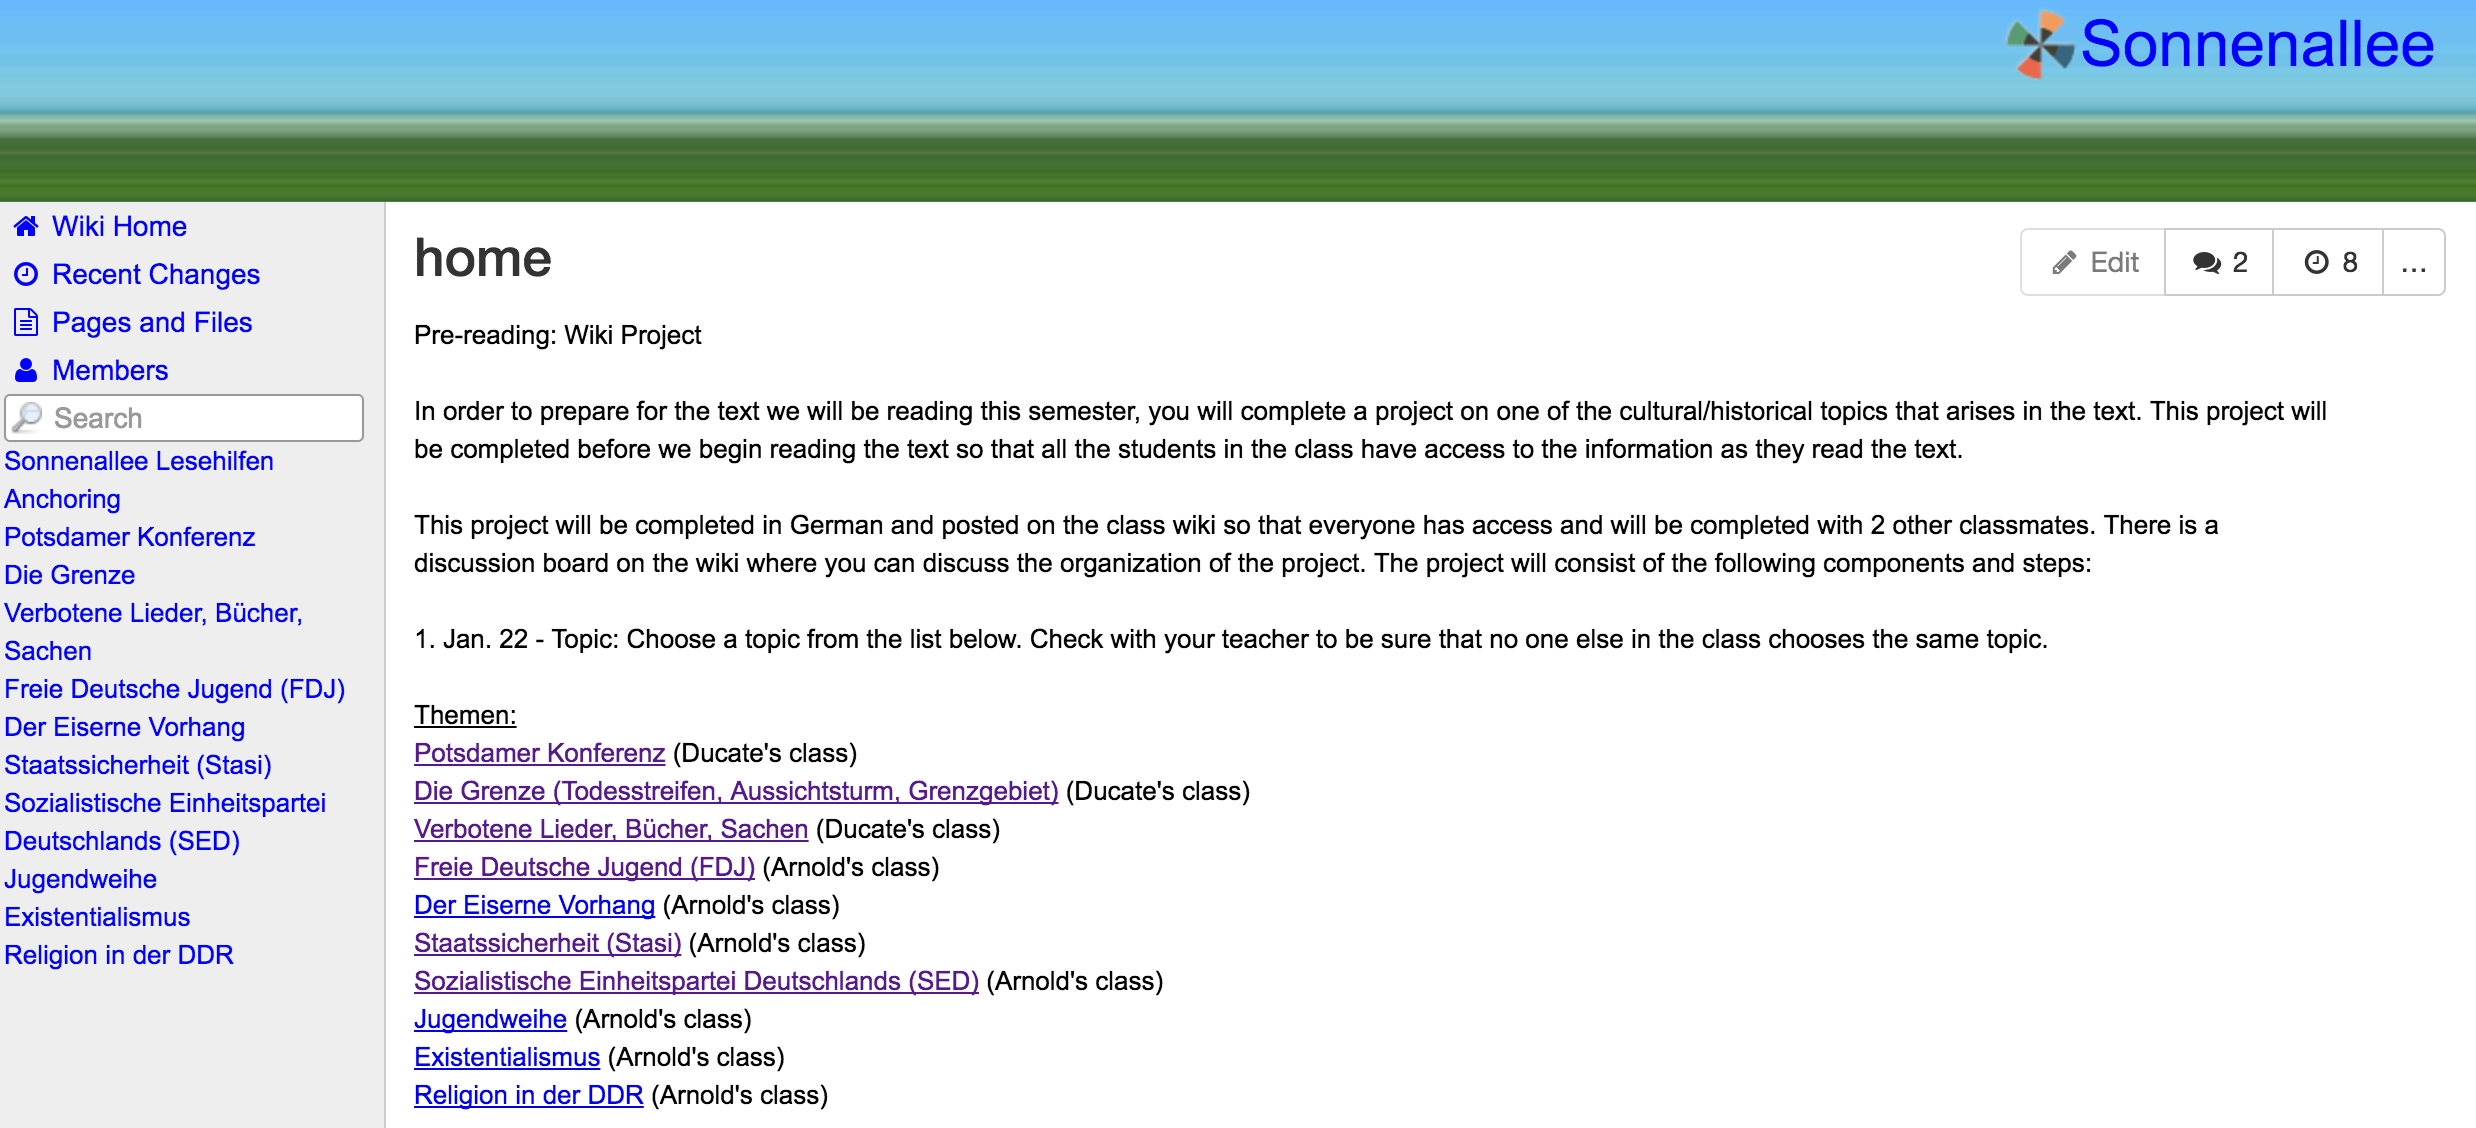 Sonnenallee
Wiki Home
Recent Changes
Pages and Files
Members
Search
Sonnenallee Lesehilfen
Anchoring
Potsdamer Konferenz
Die Grenze
Verbotene Lieder, Bücher,
Sachen
Freie Deutsche Jugend (FDJ)
Der Eiserne Vorhang
Staatssicherheit (Stasi)
Sozialistische Einheitspartei
Deutschlands (SED)
Jugendweihe
Existentialismus
Religion in der DDR
home
Edit 2 8 ...
Pre-reading: Wiki Project
In order to prepare for the text we will be reading this semester, you will complete a project on one of the cultural/historical topics that arises in the text. This project will
be completed before we begin reading the text so that all the students in the class have access to the information as they read the text.
This project will be completed in German and posted on the class wiki so that everyone has access and will be completed with 2 other classmates. There is a
discussion board on the wiki where you can discuss the organization of the project. The project will consist of the following components and steps:
1. Jan. 22 - Topic: Choose a topic from the list below. Check with your teacher to be sure that no one else in the class chooses the same topic.
Themen:
Potsdamer Konferenz (Ducate's class)
Die Grenze (Todesstreifen, Aussichtsturm, Grenzgebiet) (Ducate's class)
Verbotene Lieder, Bücher, Sachen (Ducate's class)
Freie Deutsche Jugend (FDJ) (Arnold's class)
Der Eiserne Vorhang (Arnold's class)
Staatssicherheit (Stasi) (Arnold's class)
Sozialistische Einheitspartei Deutschlands (SED) (Arnold's class)
Jugendweihe (Arnold's class)
Existentialismus (Arnold's class)
Religion in der DDR (Arnold's class)